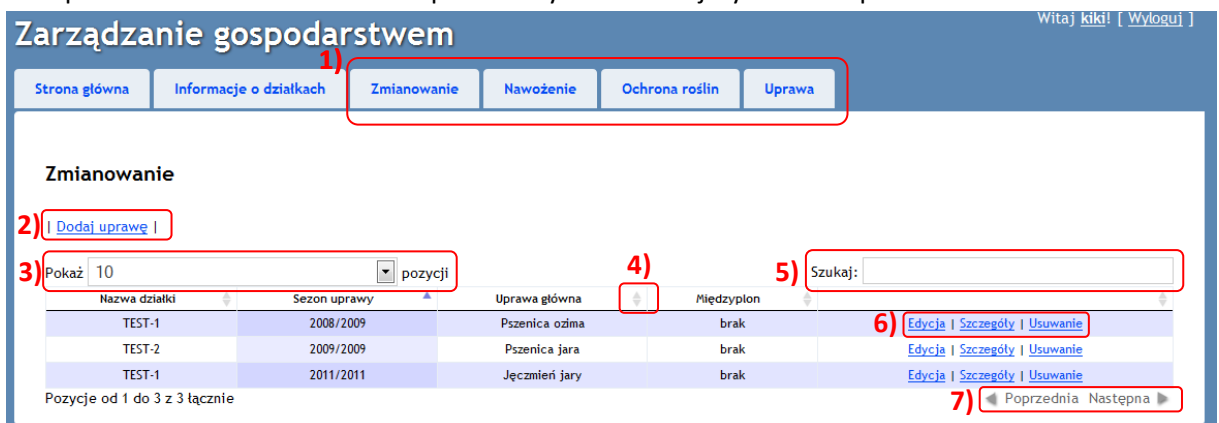 Witaj kiki! [ Wyloguj ]
Zarządzanie gospodarstwem
1)
Strona główna Informacje o działkach Zmianowanie Nawożenie Ochrona roślin Uprawa
Zmianowanie
2) | Dodaj uprawę |
3) Pokaż 10 pozycji 4) 5) Szukaj:
Nazwa działki Sezon uprawy Uprawa główna Międzyplon
TEST-1 2008/2009 Pszenica ozima brak 6) Edycja | Szczegóły | Usuwanie
TEST-2 2009/2009 Pszenica jara brak Edycja | Szczegóły | Usuwanie
TEST-1 2011/2011 Jęczmień jary brak Edycja | Szczegóły | Usuwanie
Pozycje od 1 do 3 z 3 łącznie 7) Poprzednia Następna